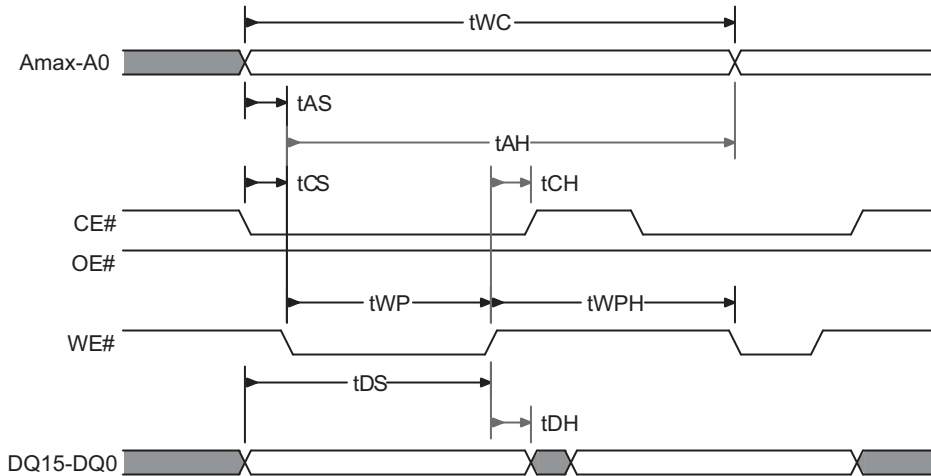 tWC
Amax-A0
tAS
tAH
tCS
tCH
CE#
OE#
tWP
tWPH
WE#
tDS
tDH
DQ15-DQ0